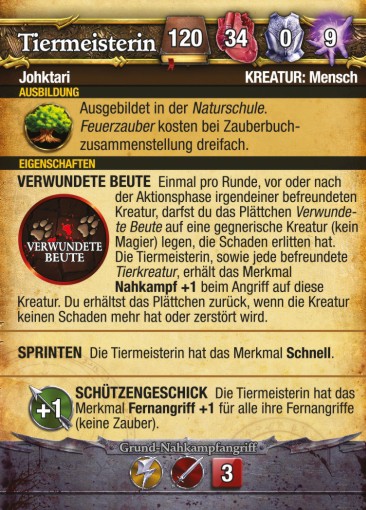 Tiermeisterin 120 34 0 9
Johktari KREATUR: Mensch
AUSBILDUNG
Ausgebildet in der Naturschule.
Feuerzauber kosten bei Zauberbuch-
zusammenstellung dreifach.
EIGENSCHAFTEN
VERWUNDETE BEUTE Einmal pro Runde, vor oder nach
der Aktionsphase irgendeiner befreundeten
Kreatur, darfst du das Plättchen Verwunde-
te Beute auf eine gegnerische Kreatur (kein
Magier) legen, die Schaden erlitten hat.
Die Tiermeisterin, sowie jede befreundete
Tierkreatur, erhält das Merkmal
Nahkampf +1 beim Angriff auf diese
Kreatur. Du erhältst das Plättchen zurück, wenn die Kreatur
keinen Schaden mehr hat oder zerstört wird.
VERWUNDETE
BEUTE
SPRINTEN Die Tiermeisterin hat das Merkmal Schnell.
+1
SCHÜTZENGESCHICK Die Tiermeisterin hat das
Merkmal Fernangriff +1 für alle ihre Fernangriffe
(keine Zauber).
Grund-Nahkampfangriff
3